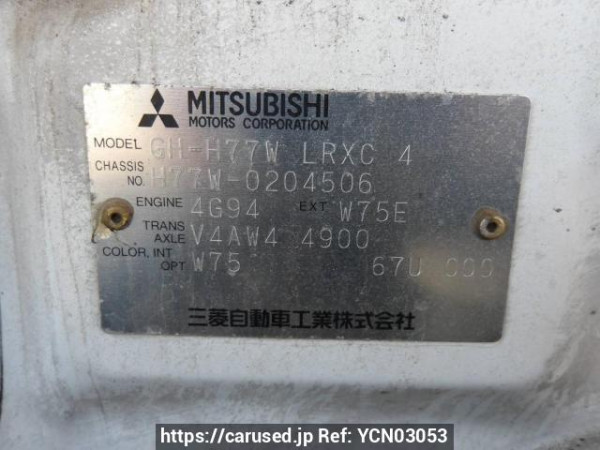 MITSUBISHI
MOTORS CORPORATION
MODEL GH-H77W LRXC 4
CHASSIS NO. H77W-0204506
ENGINE 4G94 EXT W75E
TRANS AXLE V4AW4 4900
COLOR, INT OPT W75 67U
三菱自動車工業株式会社
https://carused.jp Ref: YCN03053